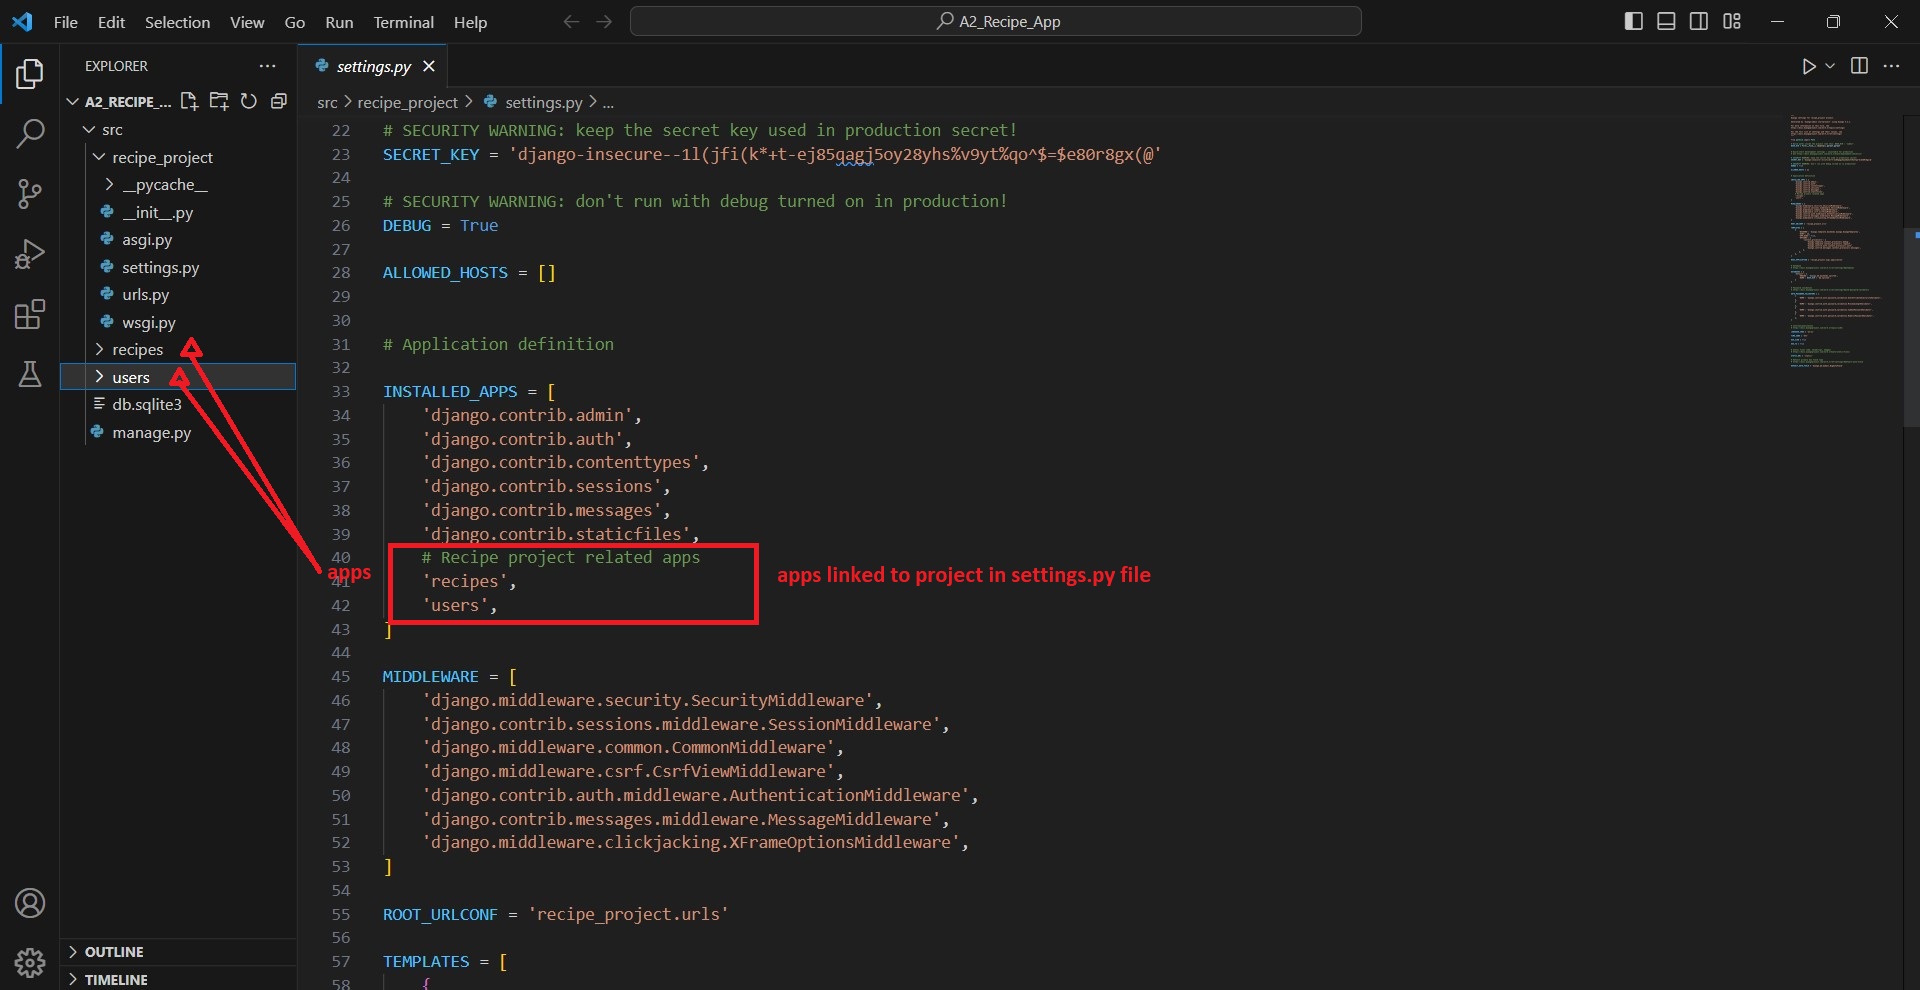 File Edit Selection View Go Run Terminal Help
A2_Recipe_App
EXPLORER
A2_RECIPE_...
src
recipe_project
__pycache__
__init__.py
asgi.py
settings.py
urls.py
wsgi.py
recipes
users
db.sqlite3
manage.py
OUTLINE
TIMELINE
settings.py
src > recipe_project > settings.py > ...
22 # SECURITY WARNING: keep the secret key used in production secret!
23 SECRET_KEY = 'django-insecure--1l(jfi(k*+t-ej85qagj5oy28yhs%v9yt%qo^$=$e80r8gx(@'
24
25 # SECURITY WARNING: don't run with debug turned on in production!
26 DEBUG = True
27
28 ALLOWED_HOSTS = []
29
30
31 # Application definition
32
33 INSTALLED_APPS = [
34 'django.contrib.admin',
35 'django.contrib.auth',
36 'django.contrib.contenttypes',
37 'django.contrib.sessions',
38 'django.contrib.messages',
39 'django.contrib.staticfiles',
40 # Recipe project related apps
41 'recipes',
42 'users',
43 ]
44
45 MIDDLEWARE = [
46 'django.middleware.security.SecurityMiddleware',
47 'django.contrib.sessions.middleware.SessionMiddleware',
48 'django.middleware.common.CommonMiddleware',
49 'django.middleware.csrf.CsrfViewMiddleware',
50 'django.contrib.auth.middleware.AuthenticationMiddleware',
51 'django.contrib.messages.middleware.MessageMiddleware',
52 'django.middleware.clickjacking.XFrameOptionsMiddleware',
53 ]
54
55 ROOT_URLCONF = 'recipe_project.urls'
56
57 TEMPLATES = [
58 {
apps
apps linked to project in settings.py file